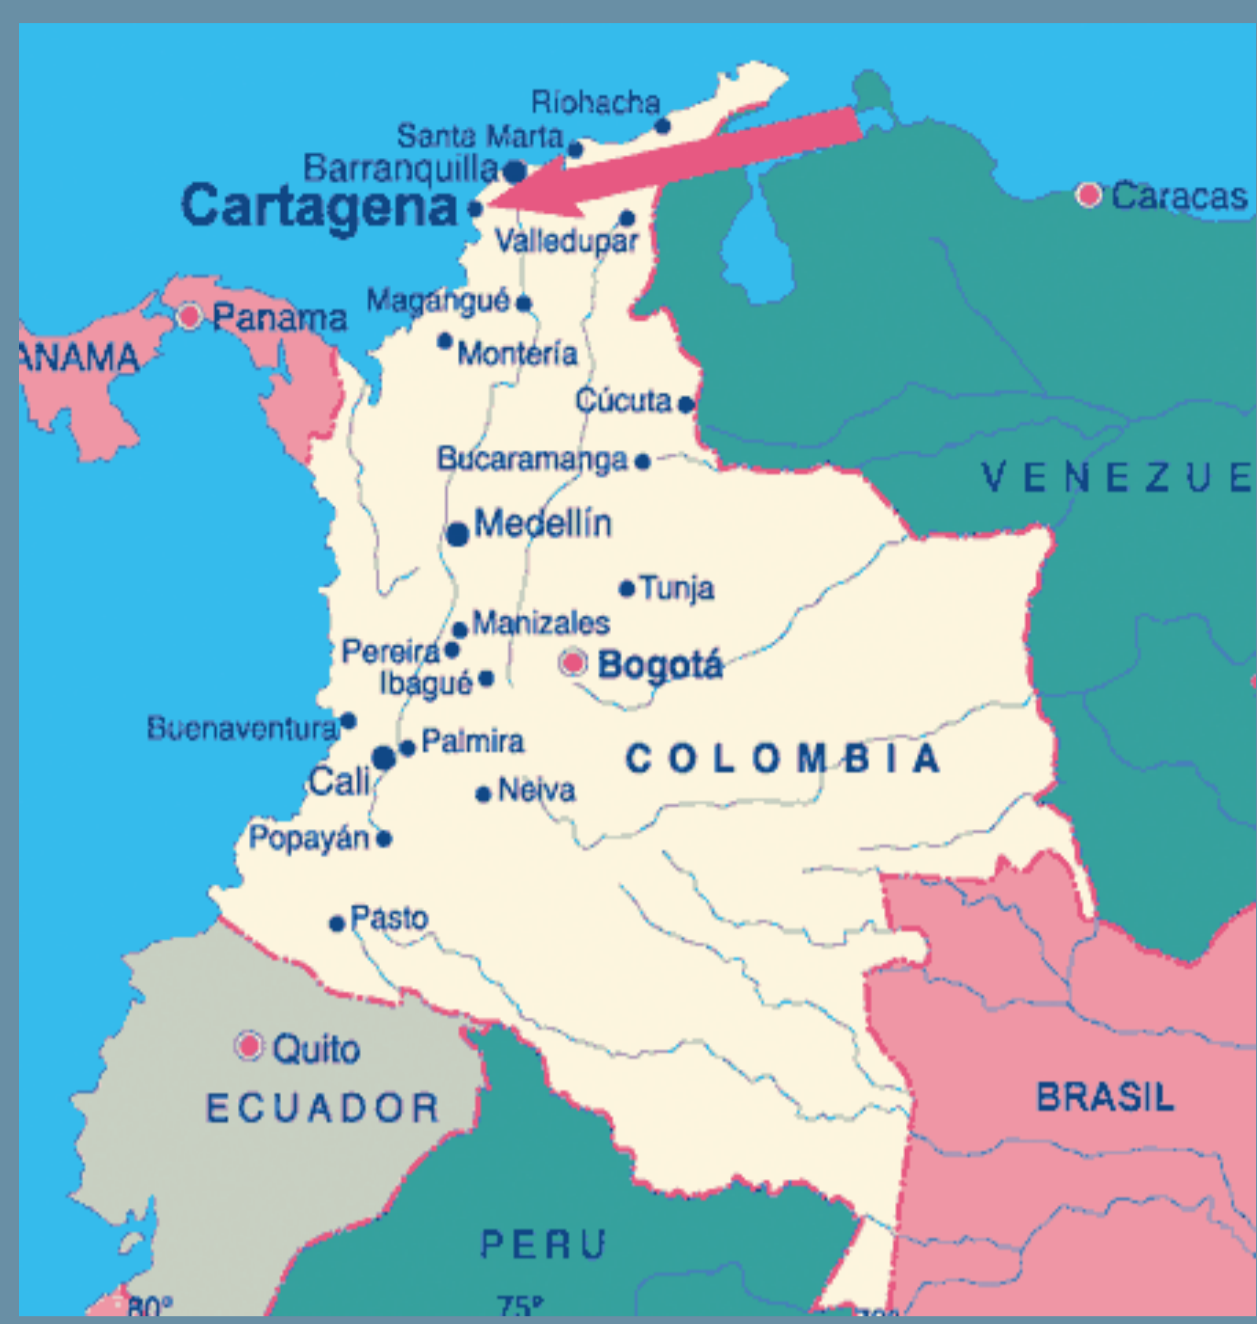 Ríohacha
Santa Marta
Barranquilla
Caracas
Cartagena
Valledupar
Magangué
Panama
ANAMA
Montería
Cúcuta
Bucaramanga
VENEZUE
Medellín
Tunja
Manizales
Pereira
Bogotá
Ibagué
Buenaventura
Palmira
COLOMBIA
Cali
Neiva
Popayán
Pasto
Quito
BRASIL
ECUADOR
PERU
80°
75°